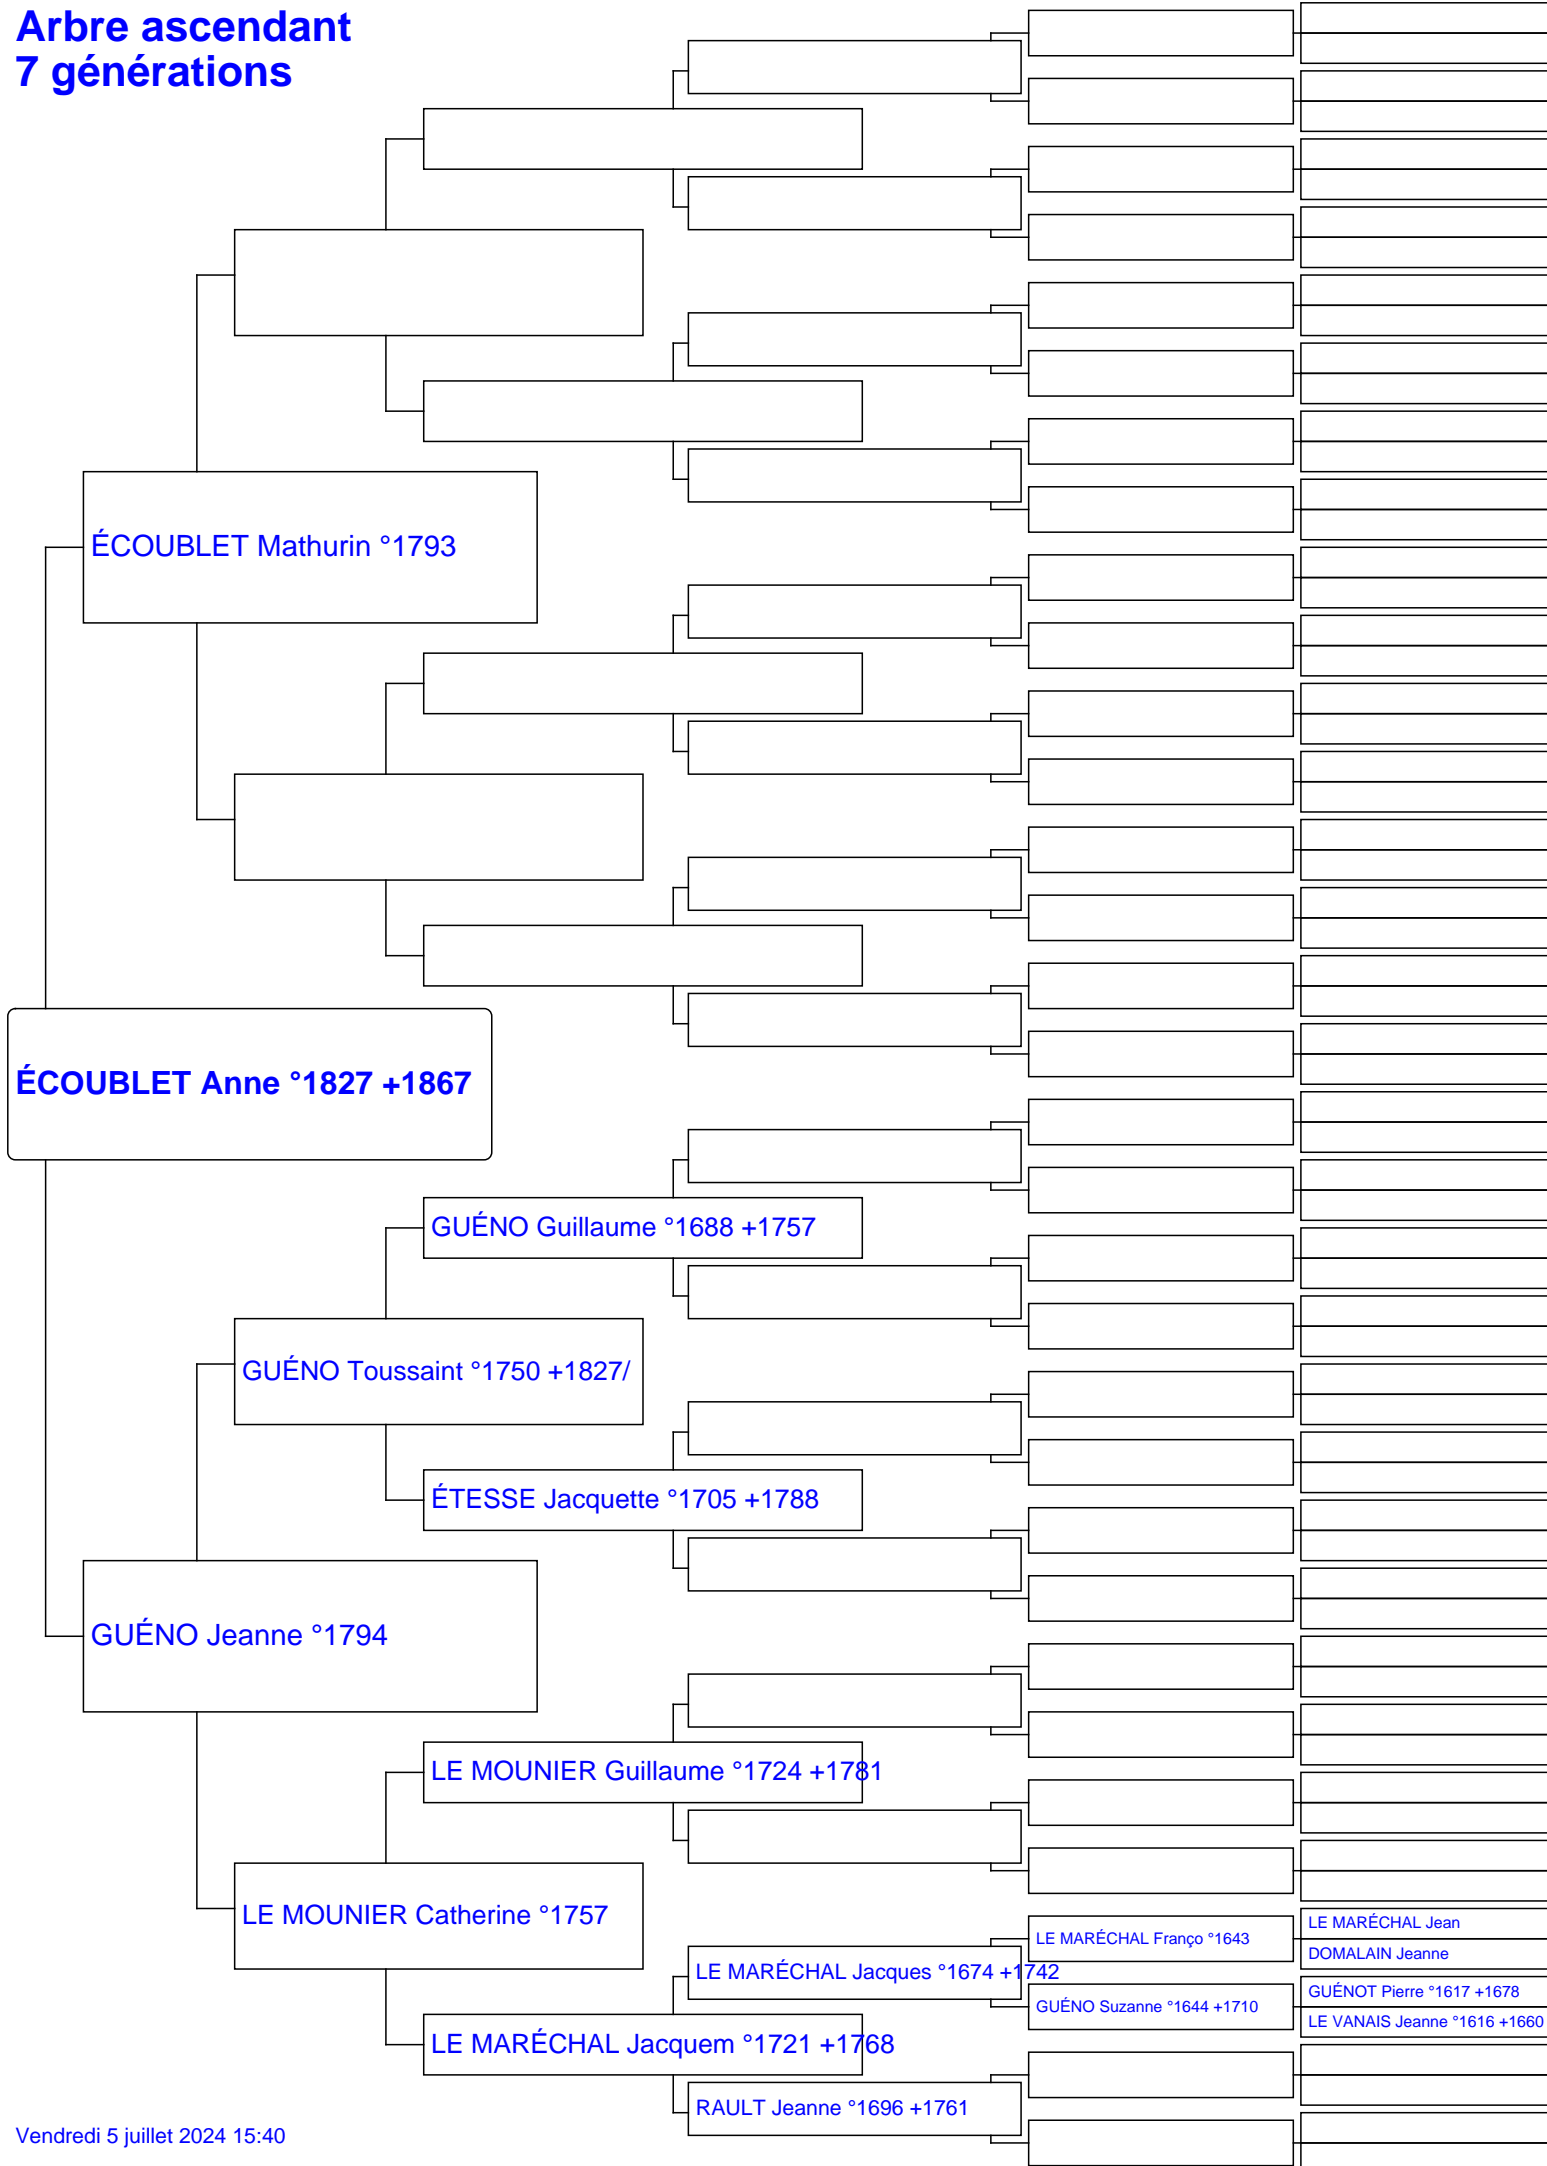 Arbre ascendant
7 générations
ÉCOUBLET Mathurin °1793
ÉCOUBLET Anne °1827 +1867
GUÉNO Guillaume °1688 +1757
GUÉNO Toussaint °1750 +1827/
ÉTESSE Jacquette °1705 +1788
GUÉNO Jeanne °1794
LE MOUNIER Guillaume °1724 +1781
LE MOUNIER Catherine °1757
LE MARÉCHAL Jean
LE MARÉCHAL Franço °1643
DOMALAIN Jeanne
LE MARÉCHAL Jacques °1674 +1742
GUÉNOT Pierre °1617 +1678
GUÉNO Suzanne °1644 +1710
LE VANAIS Jeanne °1616 +1660
LE MARÉCHAL Jacquem °1721 +1768
RAULT Jeanne °1696 +1761
Vendredi 5 juillet 2024 15:40